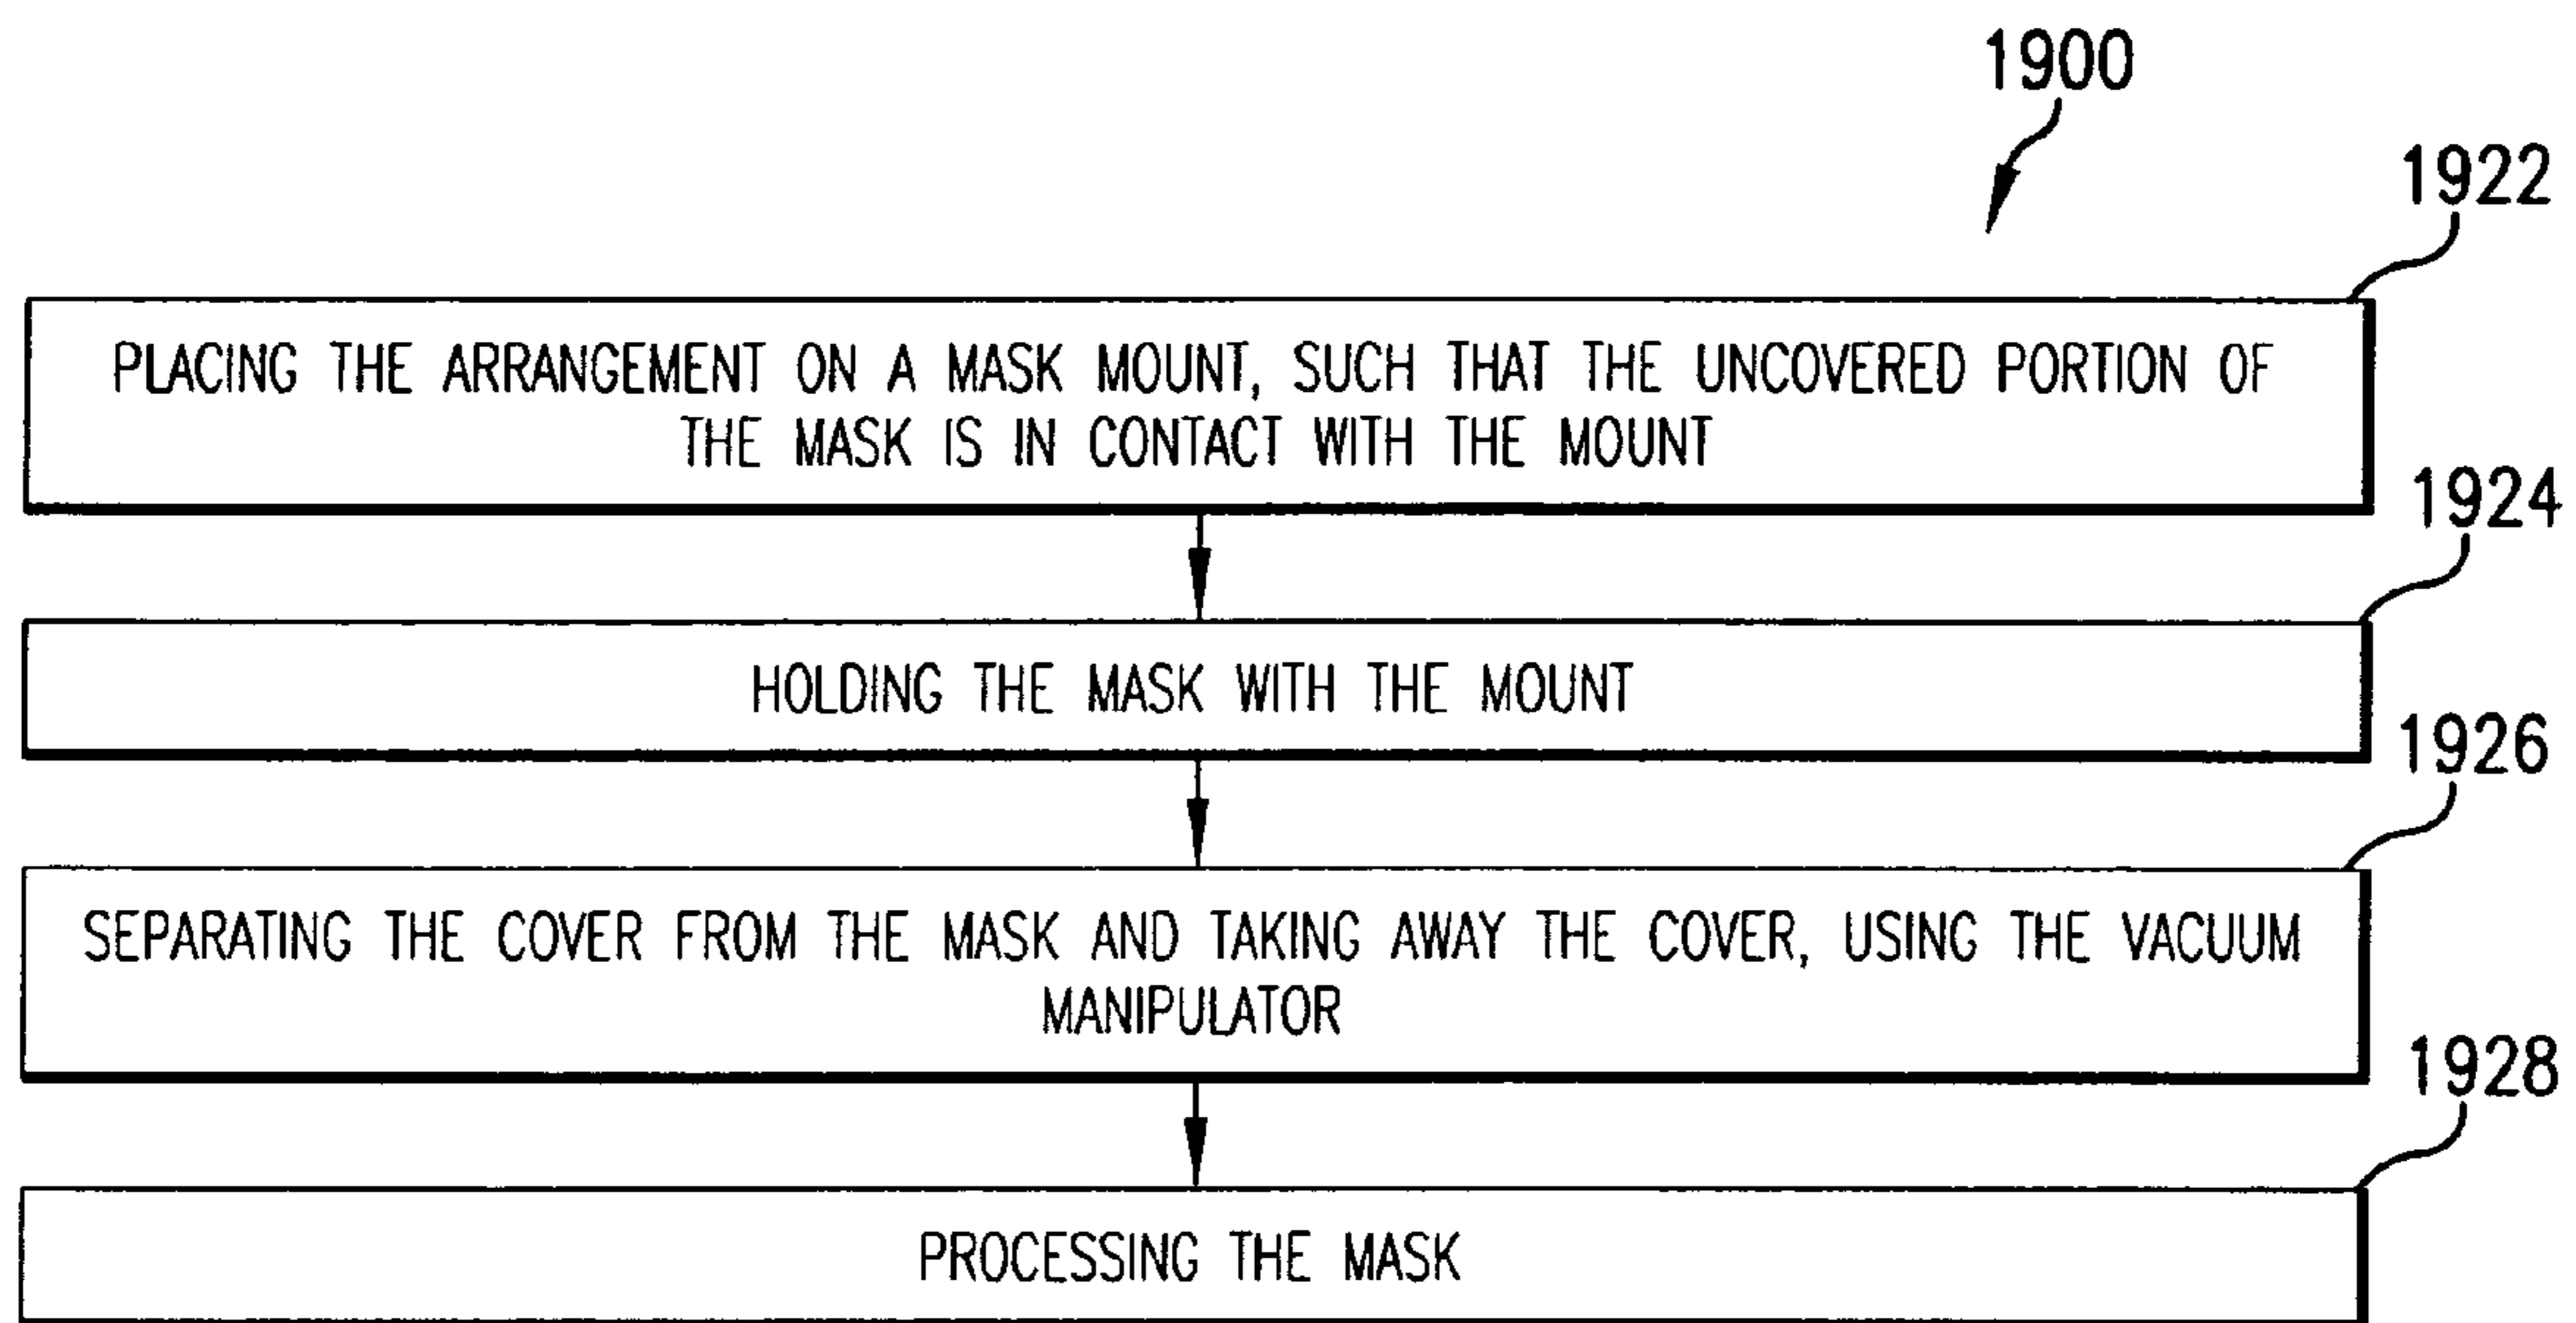 1900
1922
PLACING THE ARRANGEMENT ON A MASK MOUNT, SUCH THAT THE UNCOVERED PORTION OF
THE MASK IS IN CONTACT WITH THE MOUNT
1924
HOLDING THE MASK WITH THE MOUNT
1926
SEPARATING THE COVER FROM THE MASK AND TAKING AWAY THE COVER, USING THE VACUUM
MANIPULATOR
1928
PROCESSING THE MASK